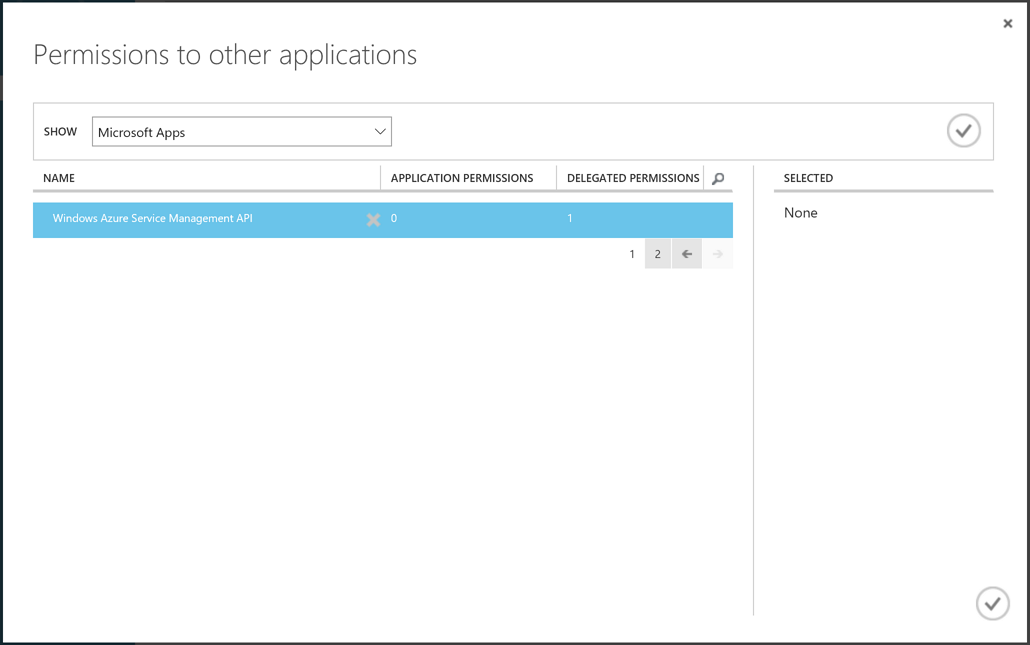 Permissions to other applications
SHOW Microsoft Apps
NAME APPLICATION PERMISSIONS DELEGATED PERMISSIONS SELECTED
Windows Azure Service Management API 0 1 None
1 2